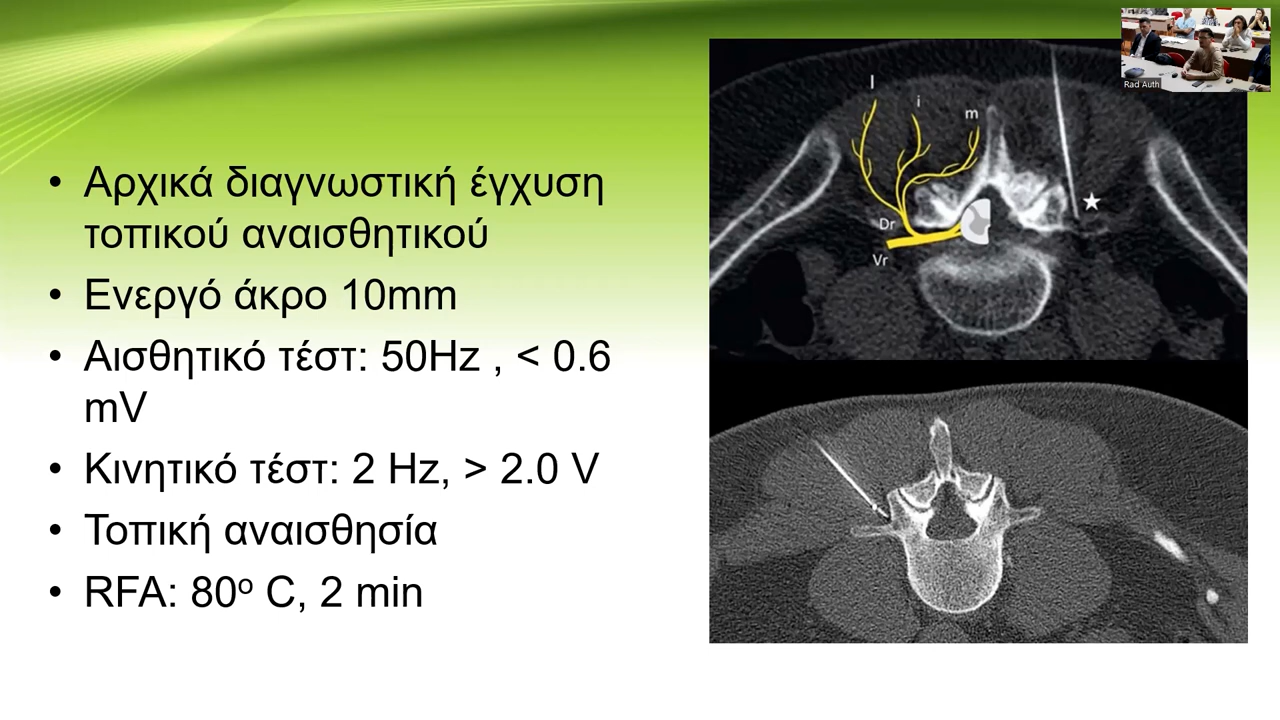 • Αρχικά διαγνωστική έγχυση
τοπικού αναισθητικού
• Ενεργό άκρο 10mm
• Αισθητικό τέστ: 50Hz , < 0.6
mV
• Κινητικό τέστ: 2 Hz, > 2.0 V
• Τοπική αναισθησία
• RFA: 80ᵒ C, 2 min
l
i
m
Dr
Vr
Rad Auth